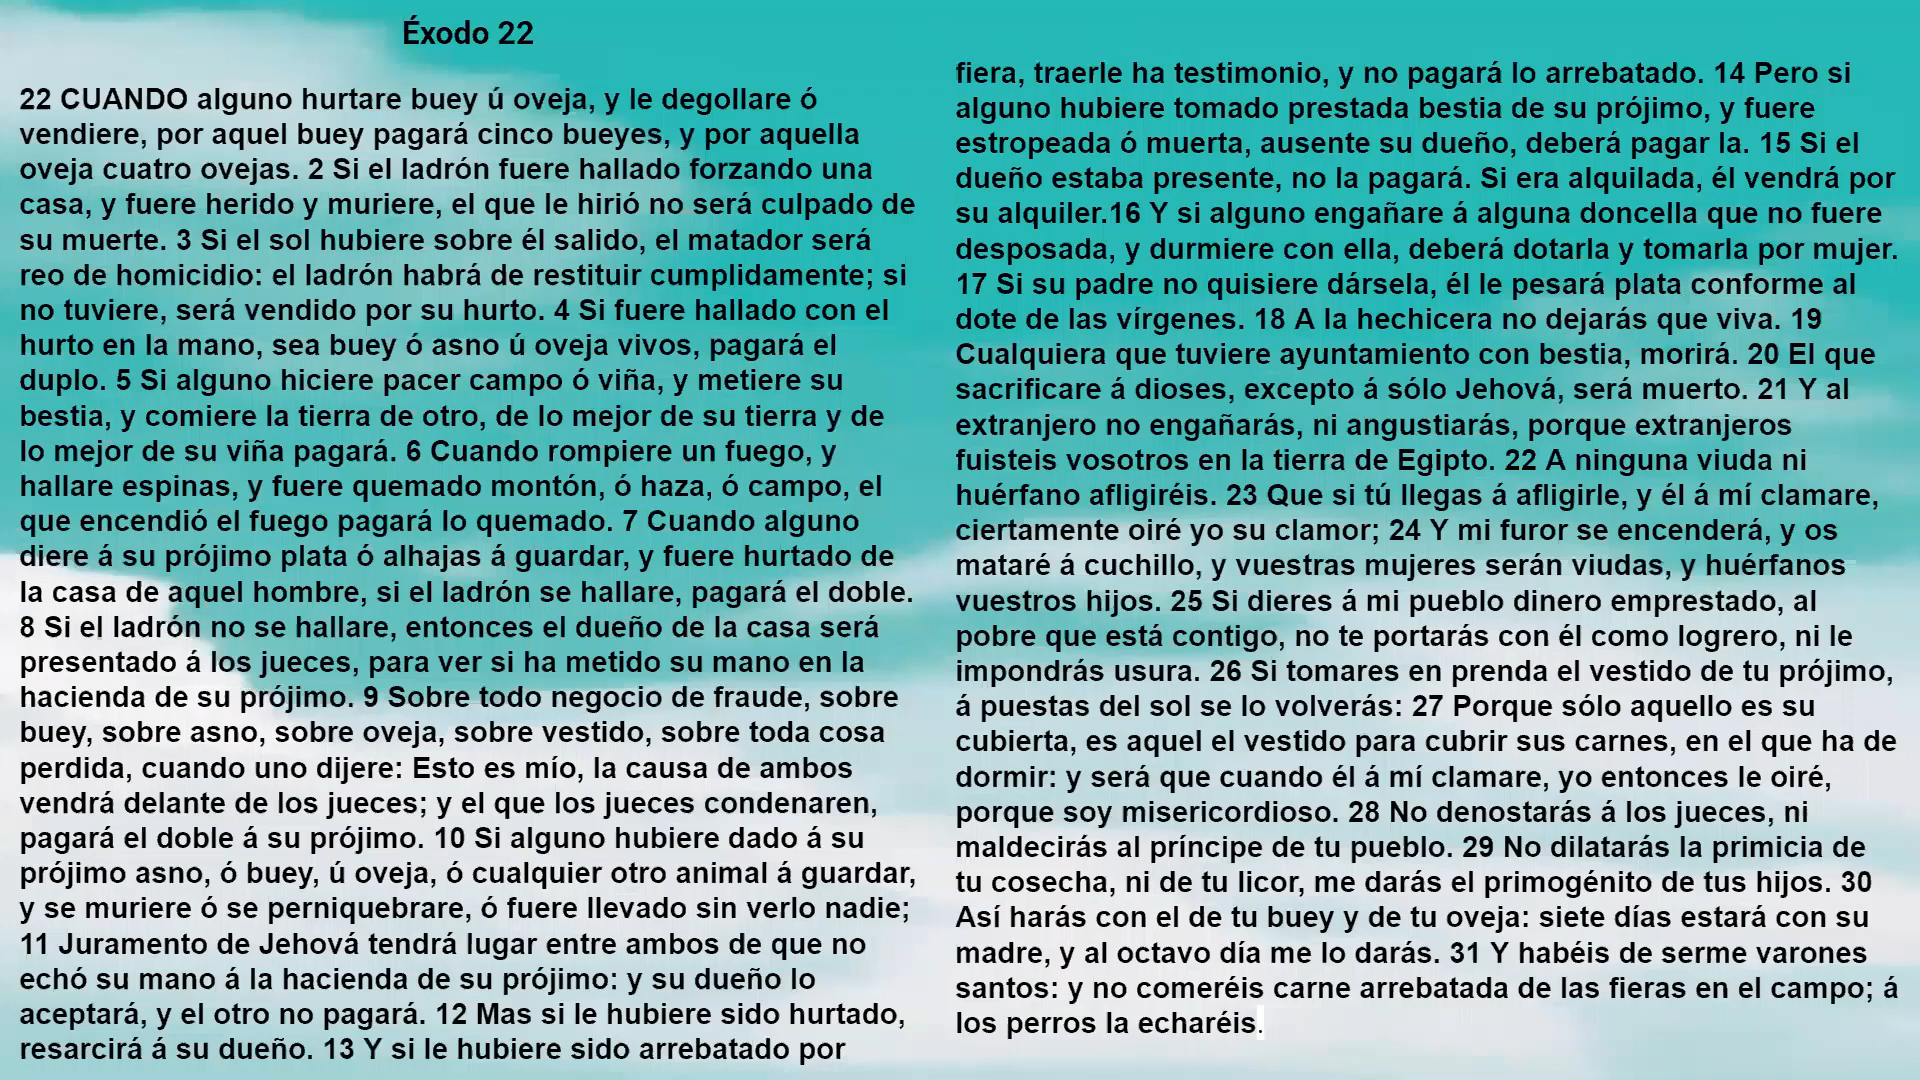 Éxodo 22
22 CUANDO alguno hurtare buey ú oveja, y le degollare ó
vendiere, por aquel buey pagará cinco bueyes, y por aquella
oveja cuatro ovejas. 2 Si el ladrón fuere hallado forzando una
casa, y fuere herido y muriere, el que le hirió no será culpado de
su muerte. 3 Si el sol hubiere sobre él salido, el matador será
reo de homicidio: el ladrón habrá de restituir cumplidamente; si
no tuviere, será vendido por su hurto. 4 Si fuere hallado con el
hurto en la mano, sea buey ó asno ú oveja vivos, pagará el
duplo. 5 Si alguno hiciere pacer campo ó viña, y metiere su
bestia, y comiere la tierra de otro, de lo mejor de su tierra y de
lo mejor de su viña pagará. 6 Cuando rompiere un fuego, y
hallare espinas, y fuere quemado montón, ó haza, ó campo, el
que encendió el fuego pagará lo quemado. 7 Cuando alguno
diere á su prójimo plata ó alhajas á guardar, y fuere hurtado de
la casa de aquel hombre, si el ladrón se hallare, pagará el doble.
8 Si el ladrón no se hallare, entonces el dueño de la casa será
presentado á los jueces, para ver si ha metido su mano en la
hacienda de su prójimo. 9 Sobre todo negocio de fraude, sobre
buey, sobre asno, sobre oveja, sobre vestido, sobre toda cosa
perdida, cuando uno dijere: Esto es mío, la causa de ambos
vendrá delante de los jueces; y el que los jueces condenaren,
pagará el doble á su prójimo. 10 Si alguno hubiere dado á su
prójimo asno, ó buey, ú oveja, ó cualquier otro animal á guardar,
y se muriere ó se perniquebrare, ó fuere llevado sin verlo nadie;
11 Juramento de Jehová tendrá lugar entre ambos de que no
echó su mano á la hacienda de su prójimo: y su dueño lo
aceptará, y el otro no pagará. 12 Mas si le hubiere sido hurtado,
resarcirá á su dueño. 13 Y si le hubiere sido arrebatado por
fiera, traerle ha testimonio, y no pagará lo arrebatado. 14 Pero si
alguno hubiere tomado prestada bestia de su prójimo, y fuere
estropeada ó muerta, ausente su dueño, deberá pagar la. 15 Si el
dueño estaba presente, no la pagará. Si era alquilada, él vendrá por
su alquiler.16 Y si alguno engañare á alguna doncella que no fuere
desposada, y durmiere con ella, deberá dotarla y tomarla por mujer.
17 Si su padre no quisiere dársela, él le pesará plata conforme al
dote de las vírgenes. 18 A la hechicera no dejarás que viva. 19
Cualquiera que tuviere ayuntamiento con bestia, morirá. 20 El que
sacrificare á dioses, excepto á sólo Jehová, será muerto. 21 Y al
extranjero no engañarás, ni angustiarás, porque extranjeros
fuisteis vosotros en la tierra de Egipto. 22 A ninguna viuda ni
huérfano afligiréis. 23 Que si tú llegas á afligirle, y él á mí clamare,
ciertamente oiré yo su clamor; 24 Y mi furor se encenderá, y os
mataré á cuchillo, y vuestras mujeres serán viudas, y huérfanos
vuestros hijos. 25 Si dieres á mi pueblo dinero emprestado, al
pobre que está contigo, no te portarás con él como logrero, ni le
impondrás usura. 26 Si tomares en prenda el vestido de tu prójimo,
á puestas del sol se lo volverás: 27 Porque sólo aquello es su
cubierta, es aquel el vestido para cubrir sus carnes, en el que ha de
dormir: y será que cuando él á mí clamare, yo entonces le oiré,
porque soy misericordioso. 28 No denostarás á los jueces, ni
maldecirás al príncipe de tu pueblo. 29 No dilatarás la primicia de
tu cosecha, ni de tu licor, me darás el primogénito de tus hijos. 30
Así harás con el de tu buey y de tu oveja: siete días estará con su
madre, y al octavo día me lo darás. 31 Y habéis de serme varones
santos: y no comeréis carne arrebatada de las fieras en el campo; á
los perros la echaréis.